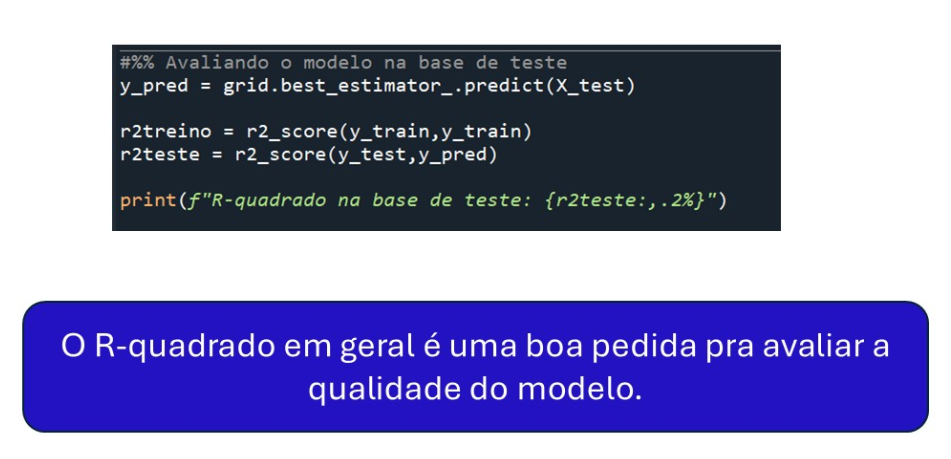 #%% Avaliando o modelo na base de teste
y_pred = grid.best_estimator_.predict(X_test)
r2treino = r2_score(y_train,y_train)
r2teste = r2_score(y_test,y_pred)
print(f"R-quadrado na base de teste: {r2teste:,.2%}")
O R-quadrado em geral é uma boa pedida pra avaliar a
qualidade do modelo.